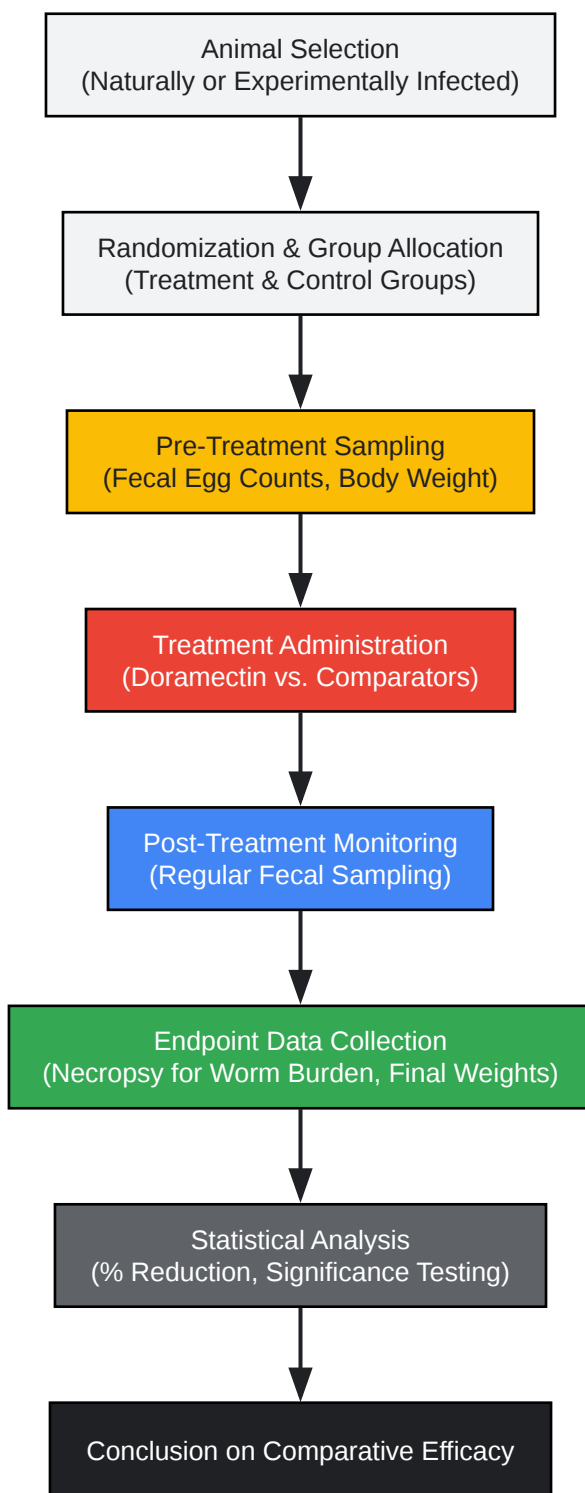 Animal Selection
(Naturally or Experimentally Infected)
Randomization & Group Allocation
(Treatment & Control Groups)
Pre-Treatment Sampling
(Fecal Egg Counts, Body Weight)
Treatment Administration
(Doramectin vs. Comparators)
Post-Treatment Monitoring
(Regular Fecal Sampling)
Endpoint Data Collection
(Necropsy for Worm Burden, Final Weights)
Statistical Analysis
(% Reduction, Significance Testing)
Conclusion on Comparative Efficacy